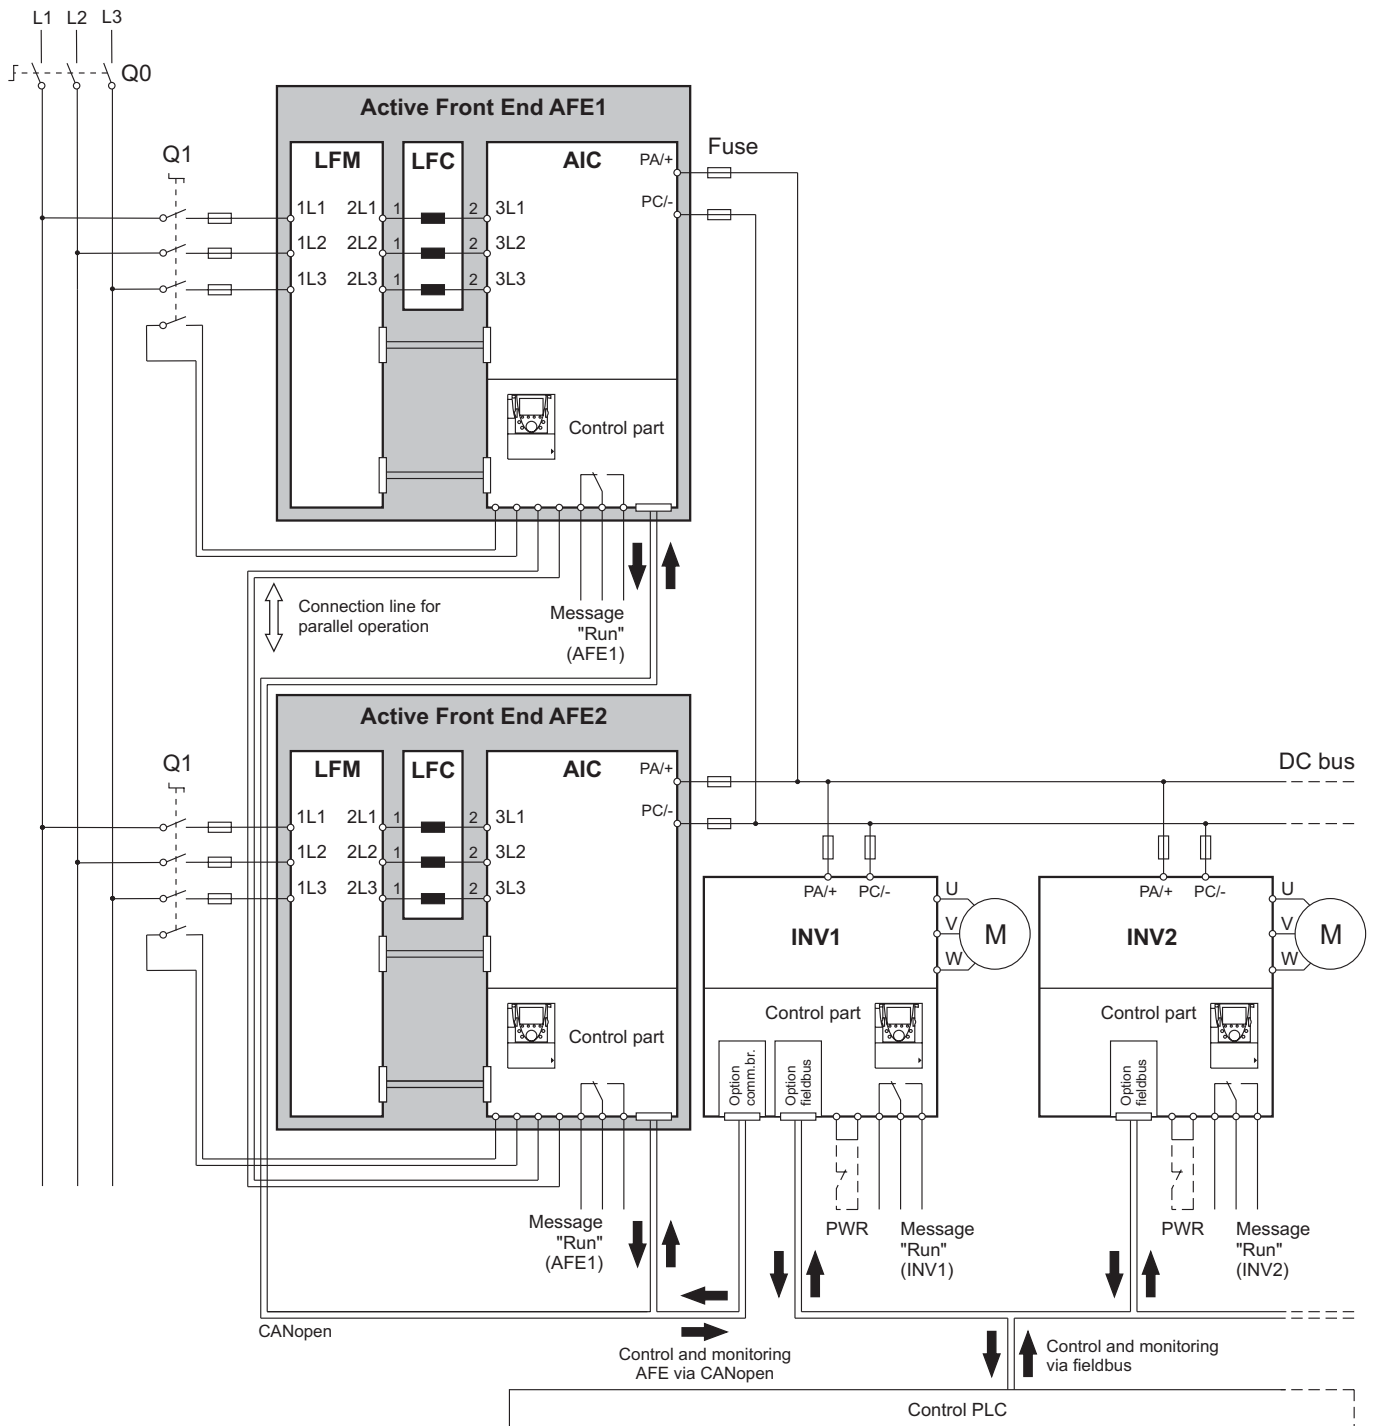 L1 L2 L3
Q0
Active Front End AFE1
Q1
LFM LFC AIC
PA/+
Fuse
PC/-
1L1 2L1 1 2 3L1
1L2 2L2 1 2 3L2
1L3 2L3 1 2 3L3
Control part
Connection line for
parallel operation
Message
"Run"
(AFE1)
Active Front End AFE2
Q1
LFM LFC AIC
PA/+
DC bus
PC/-
1L1 2L1 1 2 3L1
1L2 2L2 1 2 3L2
1L3 2L3 1 2 3L3
Control part
PA/+ PC/-
INV1
U
V
W
M
Control part
Option
comm.br.
Option
fieldbus
PA/+ PC/-
INV2
U
V
W
M
Control part
Option
fieldbus
Message
"Run"
(AFE1)
PWR
Message
"Run"
(INV1)
PWR
Message
"Run"
(INV2)
CANopen
Control and monitoring
AFE via CANopen
Control and monitoring
via fieldbus
Control PLC